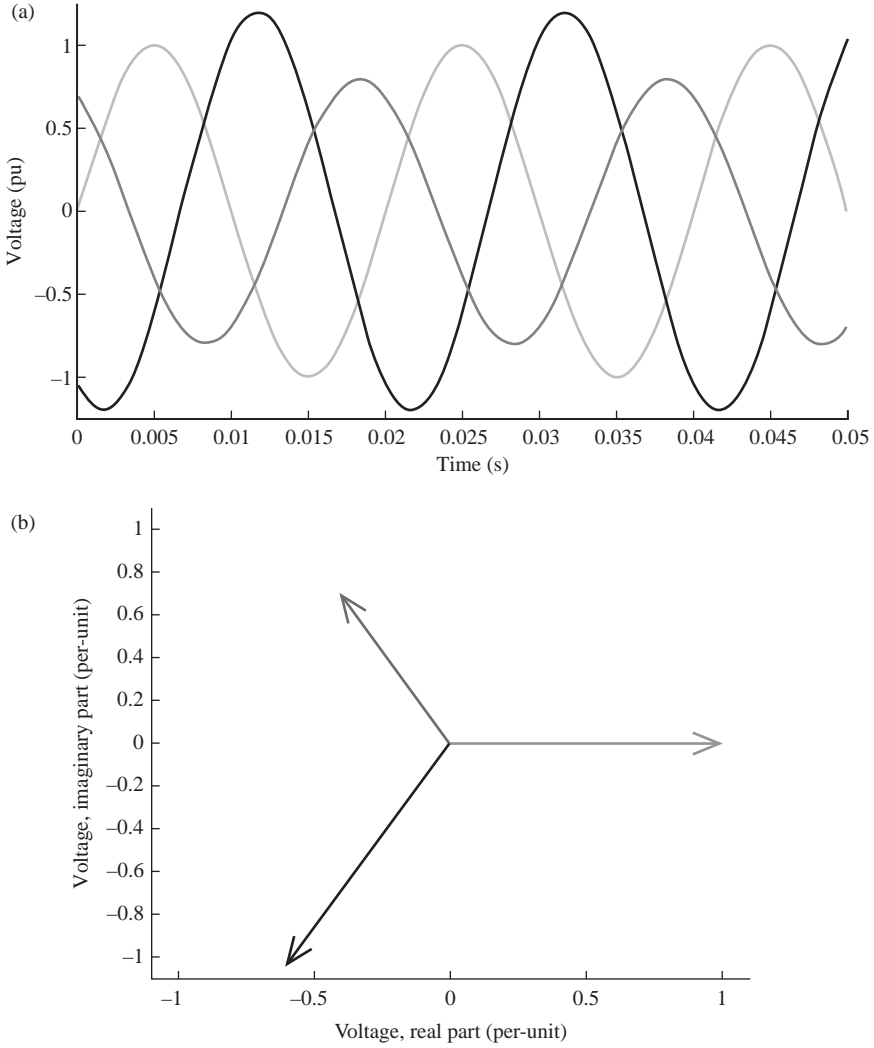 (a)
1
0.5
0
–0.5
–1
Voltage (pu)
0 0.005 0.01 0.015 0.02 0.025 0.03 0.035 0.04 0.045 0.05
Time (s)
(b)
1
0.8
0.6
0.4
0.2
0
–0.2
–0.4
–0.6
–0.8
–1
Voltage, imaginary part (per-unit)
–1 –0.5 0 0.5 1
Voltage, real part (per-unit)